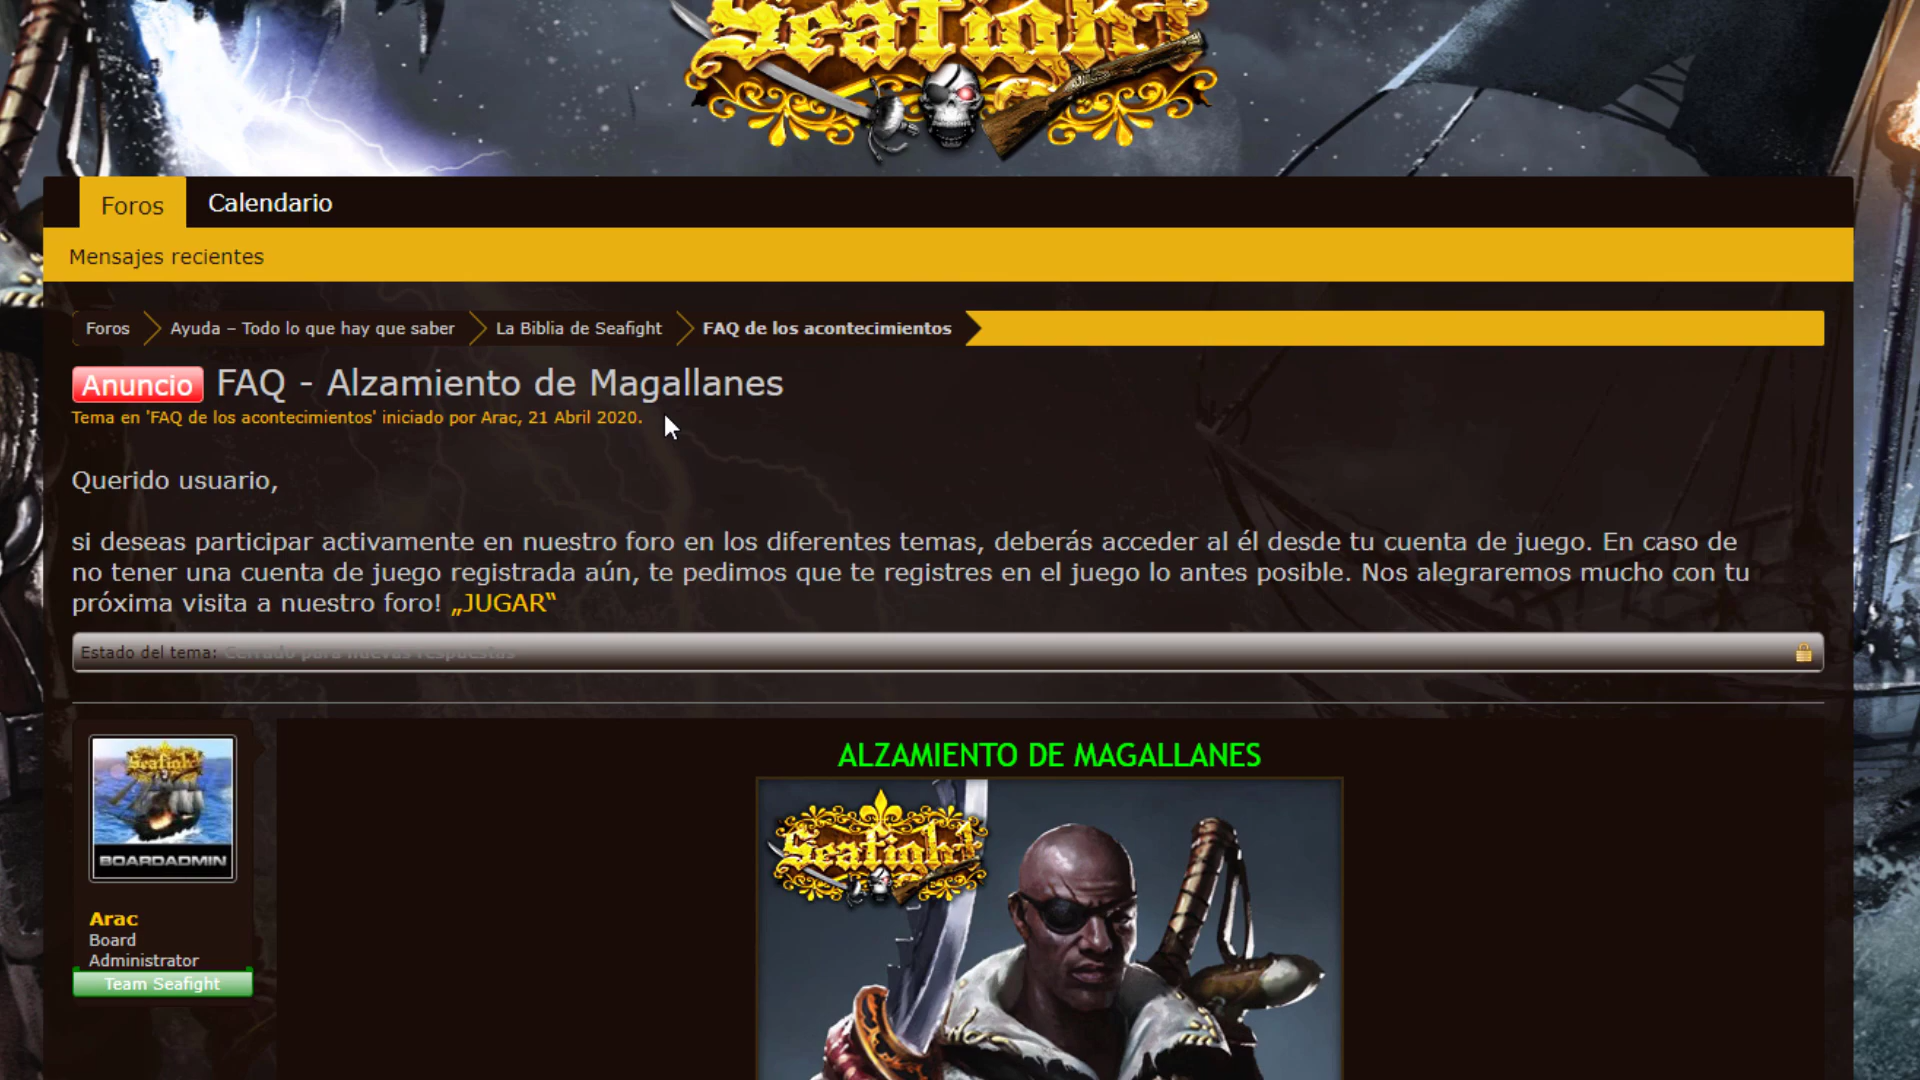 Seafight
Foros
Calendario
Mensajes recientes
Foros
Ayuda – Todo lo que hay que saber
La Biblia de Seafight
FAQ de los acontecimientos
Anuncio FAQ - Alzamiento de Magallanes
Tema en 'FAQ de los acontecimientos' iniciado por Arac, 21 Abril 2020.
Querido usuario,
si deseas participar activamente en nuestro foro en los diferentes temas, deberás acceder al él desde tu cuenta de juego. En caso de
no tener una cuenta de juego registrada aún, te pedimos que te registres en el juego lo antes posible. Nos alegraremos mucho con tu
próxima visita a nuestro foro! „JUGAR“
Estado del tema: Cerrado para nuevas respuestas
Seafight
BOARDADMIN
Arac
Board
Administrator
Team Seafight
ALZAMIENTO DE MAGALLANES
Seafight